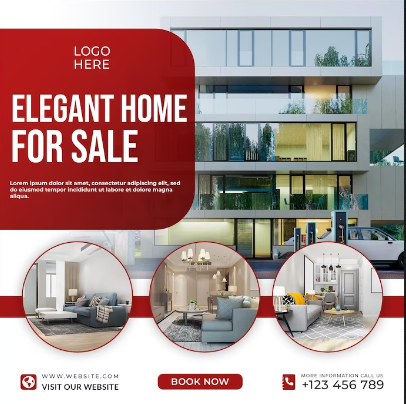 LOGO
HERE
ELEGANT HOME
FOR SALE
Lorem ipsum dolor sit amet, consectetur adipiscing elit, sed
do eiusmod tempor incididunt ut labore et dolore magna
aliqua.
WWW.WEBSITE.COM
VISIT OUR WEBSITE
BOOK NOW
MORE INFORMATION CALL US
+123 456 789